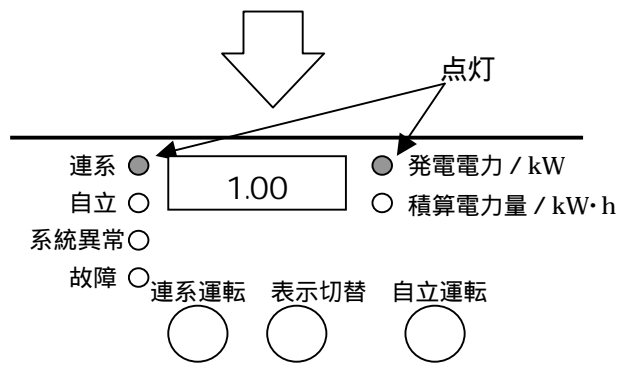 点灯
連系
1.00
発電電力 / kW
自立
積算電力量 / kW・h
系統異常
故障
連系運転 表示切替 自立運転